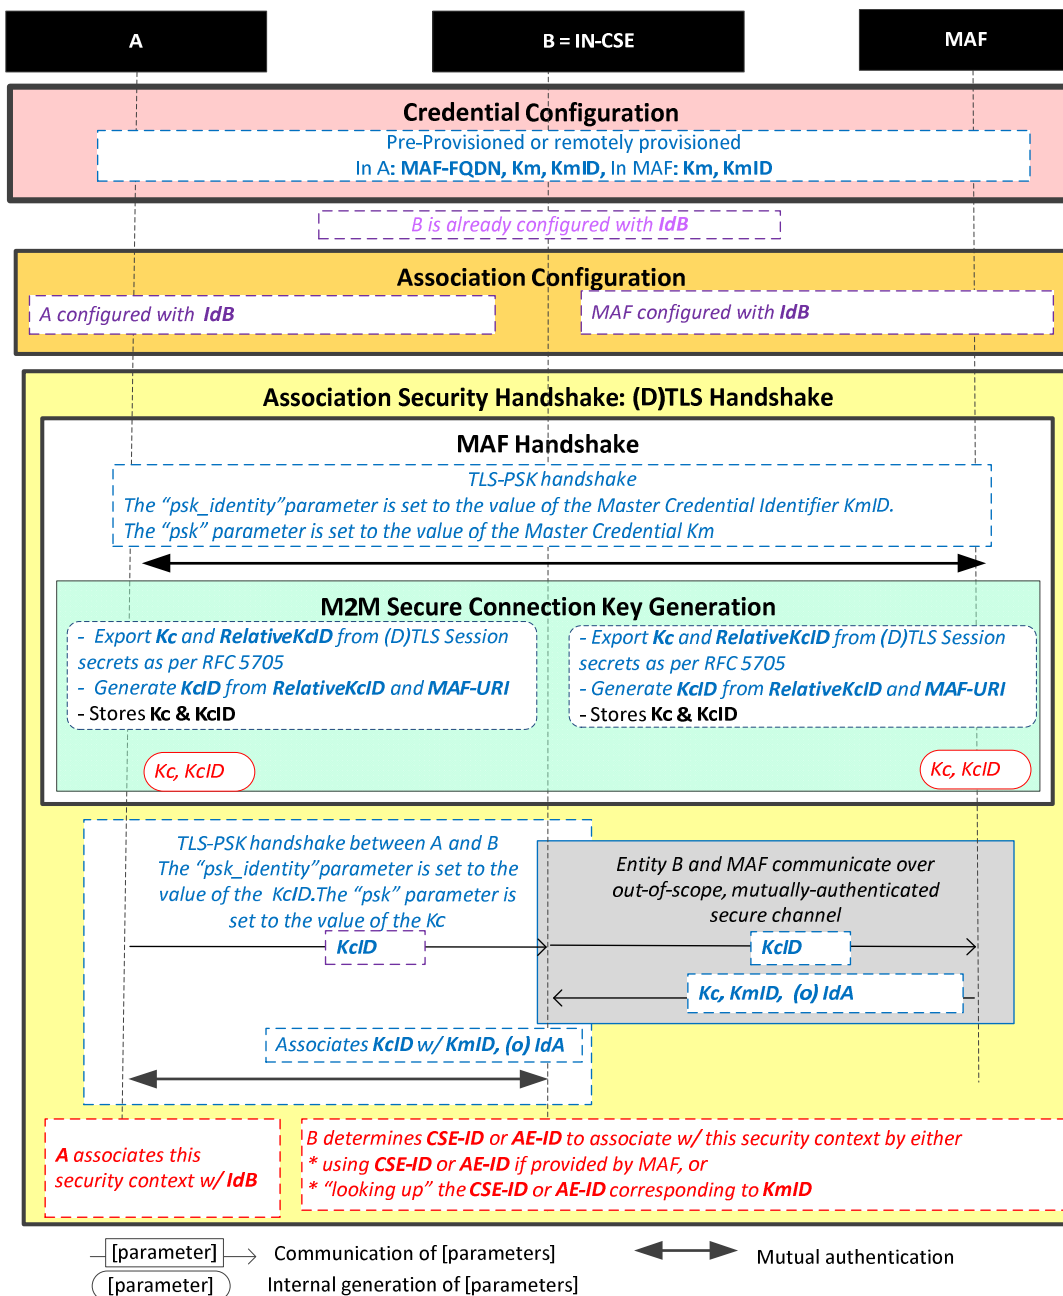 A
B = IN-CSE
MAF
Credential Configuration
Pre-Provisioned or remotely provisioned
In A: MAF-FQDN, Km, KmID, In MAF: Km, KmID
B is already configured with IdB
Association Configuration
A configured with IdB
MAF configured with IdB
Association Security Handshake: (D)TLS Handshake
MAF Handshake
TLS-PSK handshake
The “psk_identity”parameter is set to the value of the Master Credential Identifier KmID.
The “psk” parameter is set to the value of the Master Credential Km
M2M Secure Connection Key Generation
- Export Kc and RelativeKcID from (D)TLS Session
secrets as per RFC 5705
- Generate KcID from RelativeKcID and MAF-URI
- Stores Kc & KcID
- Export Kc and RelativeKcID from (D)TLS Session
secrets as per RFC 5705
- Generate KcID from RelativeKcID and MAF-URI
- Stores Kc & KcID
Kc, KcID
Kc, KcID
TLS-PSK handshake between A and B
The “psk_identity”parameter is set to the
value of the KcID.The “psk” parameter is
set to the value of the Kc
Entity B and MAF communicate over
out-of-scope, mutually-authenticated
secure channel
KcID
KcID
Kc, KmID, (o) IdA
Associates KcID w/ KmID, (o) IdA
A associates this
security context w/ IdB
B determines CSE-ID or AE-ID to associate w/ this security context by either
* using CSE-ID or AE-ID if provided by MAF, or
* “looking up” the CSE-ID or AE-ID corresponding to KmID
[parameter]
Communication of [parameters]
Mutual authentication
[parameter]
Internal generation of [parameters]